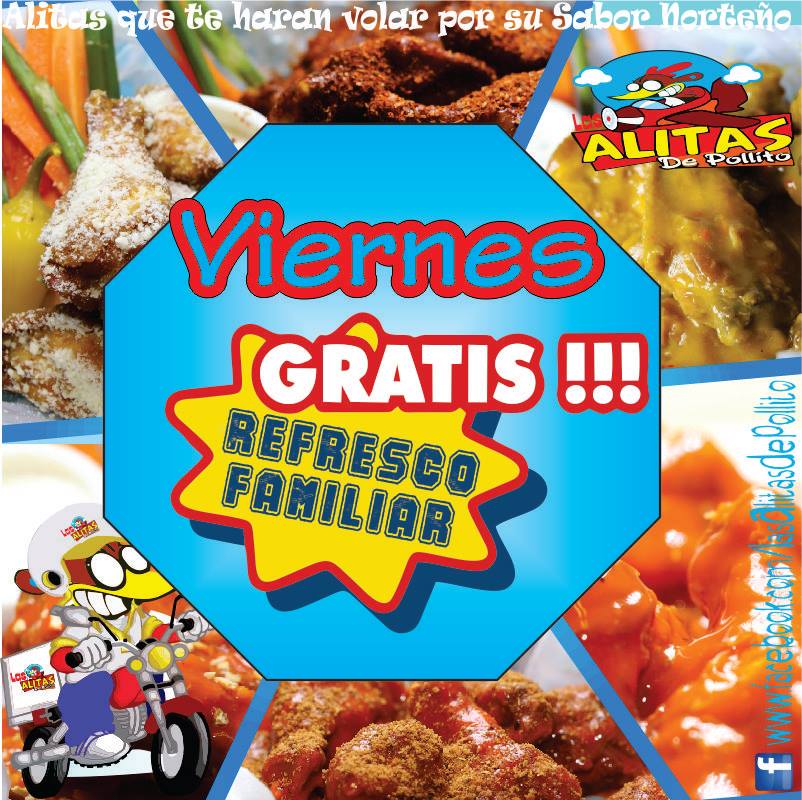 Alitas que te haran volar por su Sabor Norteño
Las
ALITAS
De Pollito
Viernes
GRATIS !!!
REFRESCO
FAMILIAR
www.facebook.com/lasAlitasdePollito
f
LAS
ALITAS
LOS
ALITAS